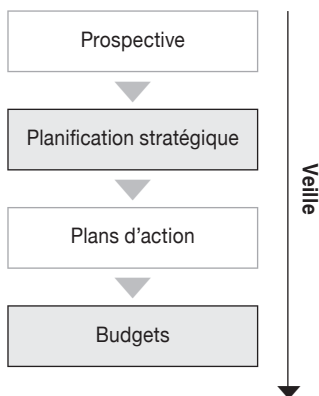 Prospective
Planification stratégique
Plans d'action
Budgets
Veille